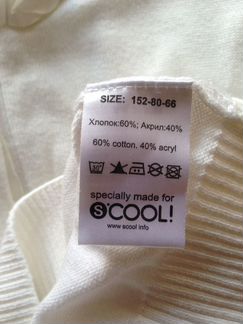 SIZE: 152-80-66
Хлопок:60%; Акрил:40%
60% cotton. 40% acryl
30°
specially made for
S'COOL!
www scool info